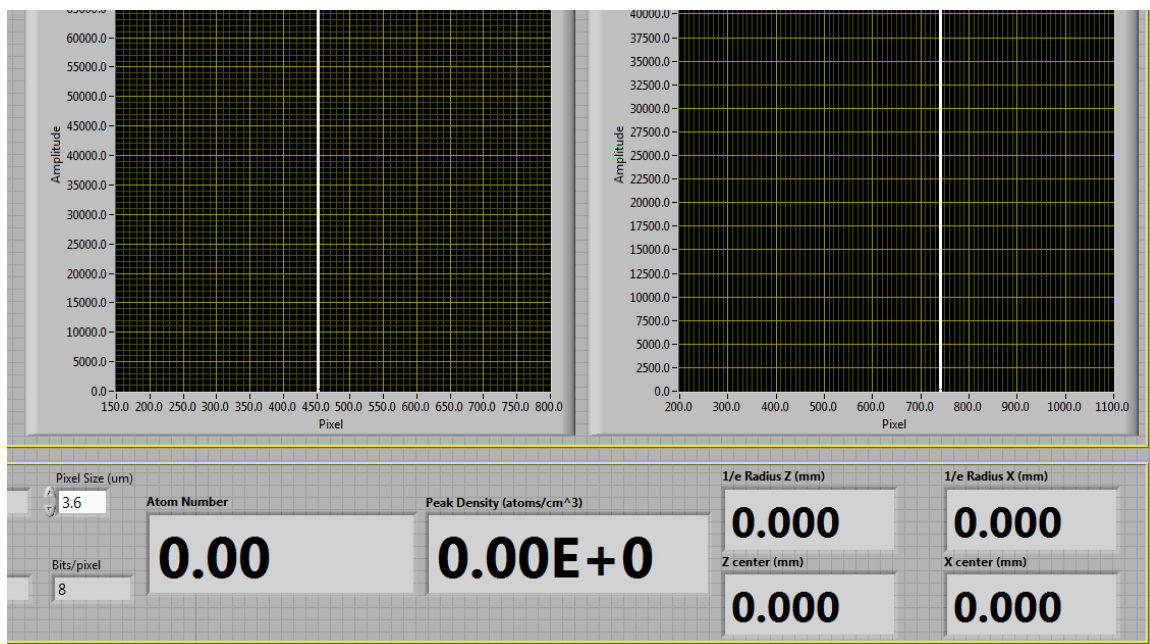 65000.0
60000.0
55000.0
50000.0
45000.0
40000.0
35000.0
30000.0
25000.0
20000.0
15000.0
10000.0
5000.0
0.0
Amplitude
150.0 200.0 250.0 300.0 350.0 400.0 450.0 500.0 550.0 600.0 650.0 700.0 750.0 800.0
Pixel
40000.0
37500.0
35000.0
32500.0
30000.0
27500.0
25000.0
22500.0
20000.0
17500.0
15000.0
12500.0
10000.0
7500.0
5000.0
2500.0
0.0
Amplitude
200.0 300.0 400.0 500.0 600.0 700.0 800.0 900.0 1000.0 1100.0
Pixel
Pixel Size (um)
3.6
Bits/pixel
8
Atom Number
0.00
Peak Density (atoms/cm^3)
0.00E+0
1/e Radius Z (mm)
0.000
1/e Radius X (mm)
0.000
Z center (mm)
0.000
X center (mm)
0.000